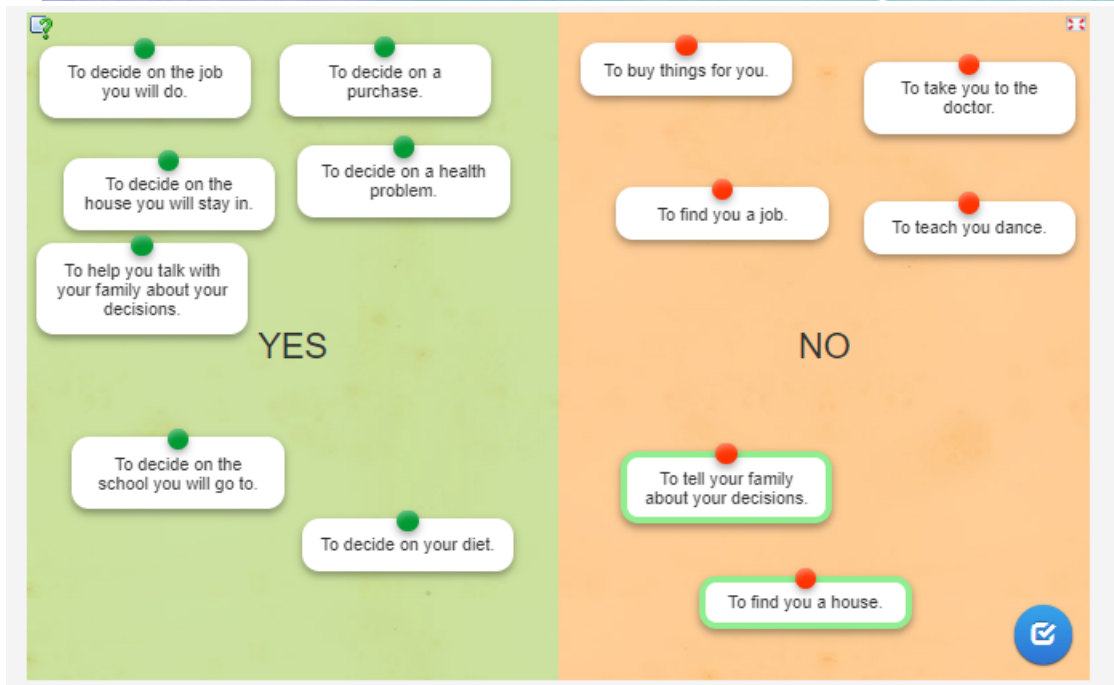 To decide on the job
you will do.
To decide on a
purchase.
To decide on the
house you will stay in.
To decide on a health
problem.
To help you talk with
your family about your
decisions.
YES
To decide on the
school you will go to.
To decide on your diet.
To buy things for you.
To take you to the
doctor.
To find you a job.
To teach you dance.
NO
To tell your family
about your decisions.
To find you a house.